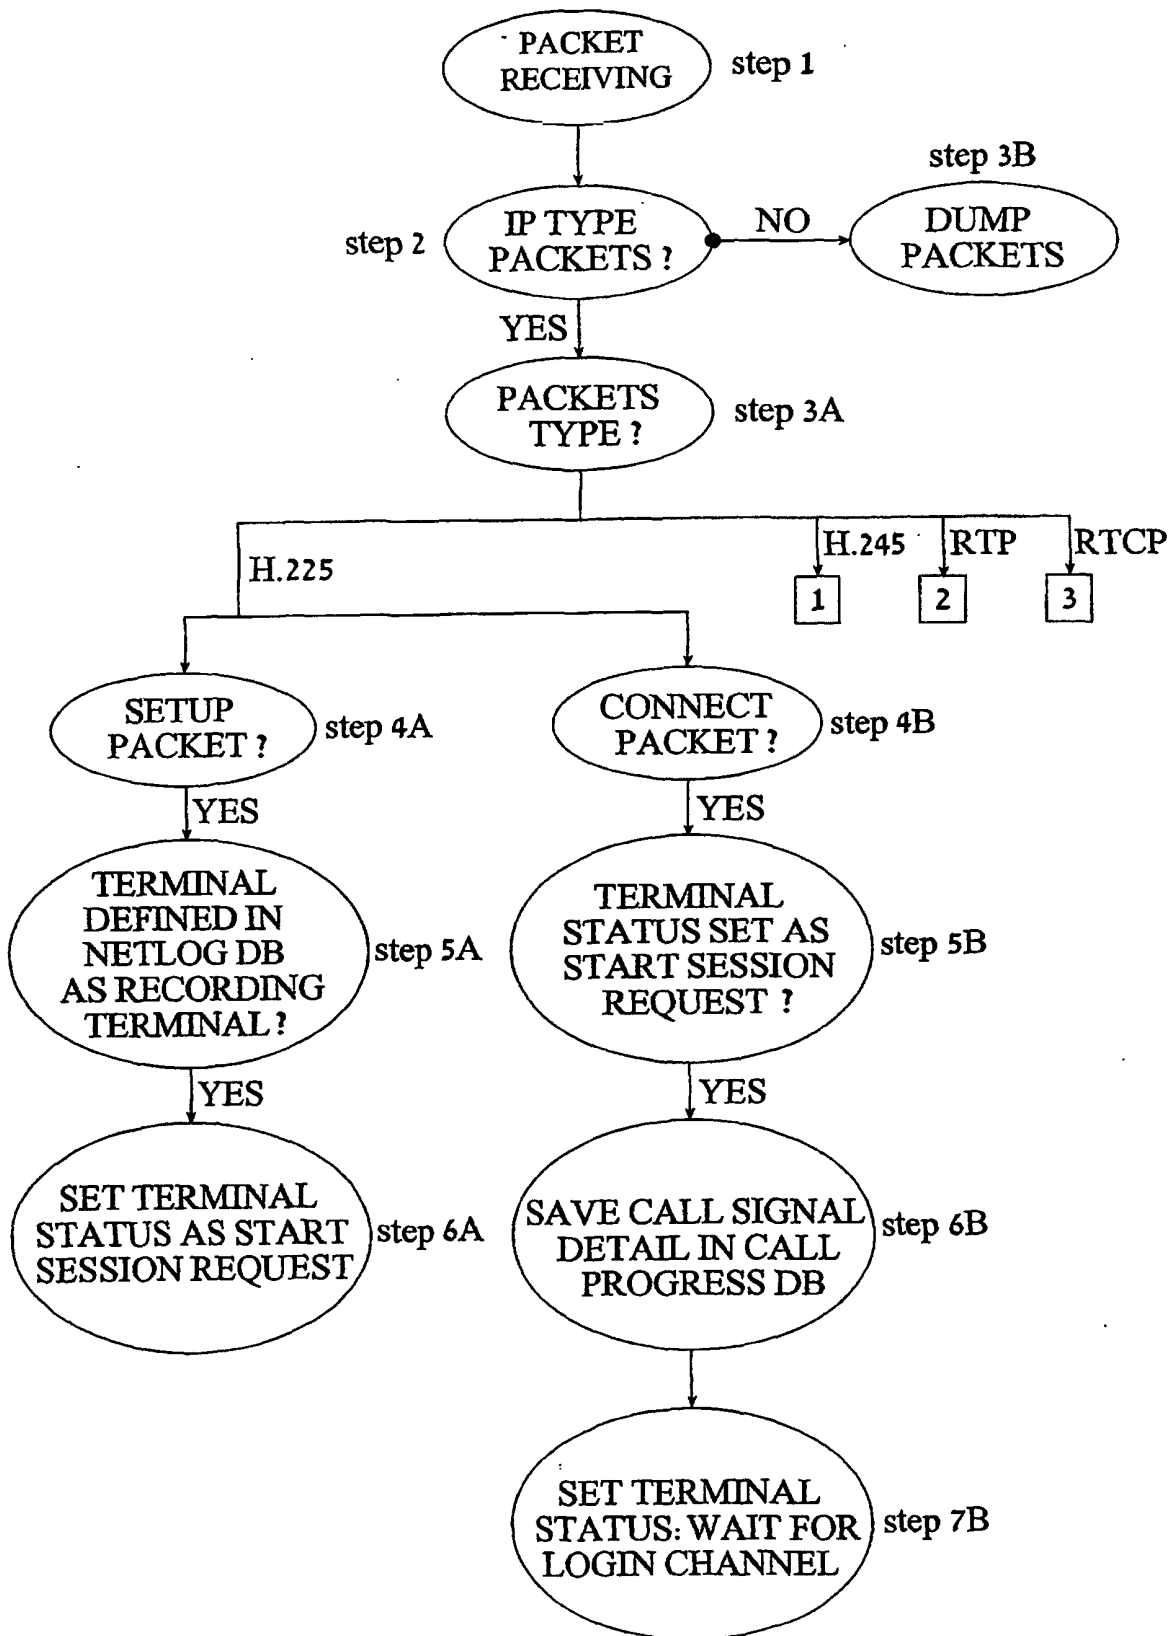 PACKET
RECEIVING
step 1
step 3B
step 2
IP TYPE
PACKETS ?
NO
DUMP
PACKETS
YES
PACKETS
TYPE ?
step 3A
H.225
H.245
RTP
RTCP
1
2
3
SETUP
PACKET ?
step 4A
CONNECT
PACKET ?
step 4B
YES
YES
TERMINAL
DEFINED IN
NETLOG DB
AS RECORDING
TERMINAL ?
step 5A
TERMINAL
STATUS SET AS
START SESSION
REQUEST ?
step 5B
YES
YES
SET TERMINAL
STATUS AS START
SESSION REQUEST
step 6A
SAVE CALL SIGNAL
DETAIL IN CALL
PROGRESS DB
step 6B
SET TERMINAL
STATUS: WAIT FOR
LOGIN CHANNEL
step 7B